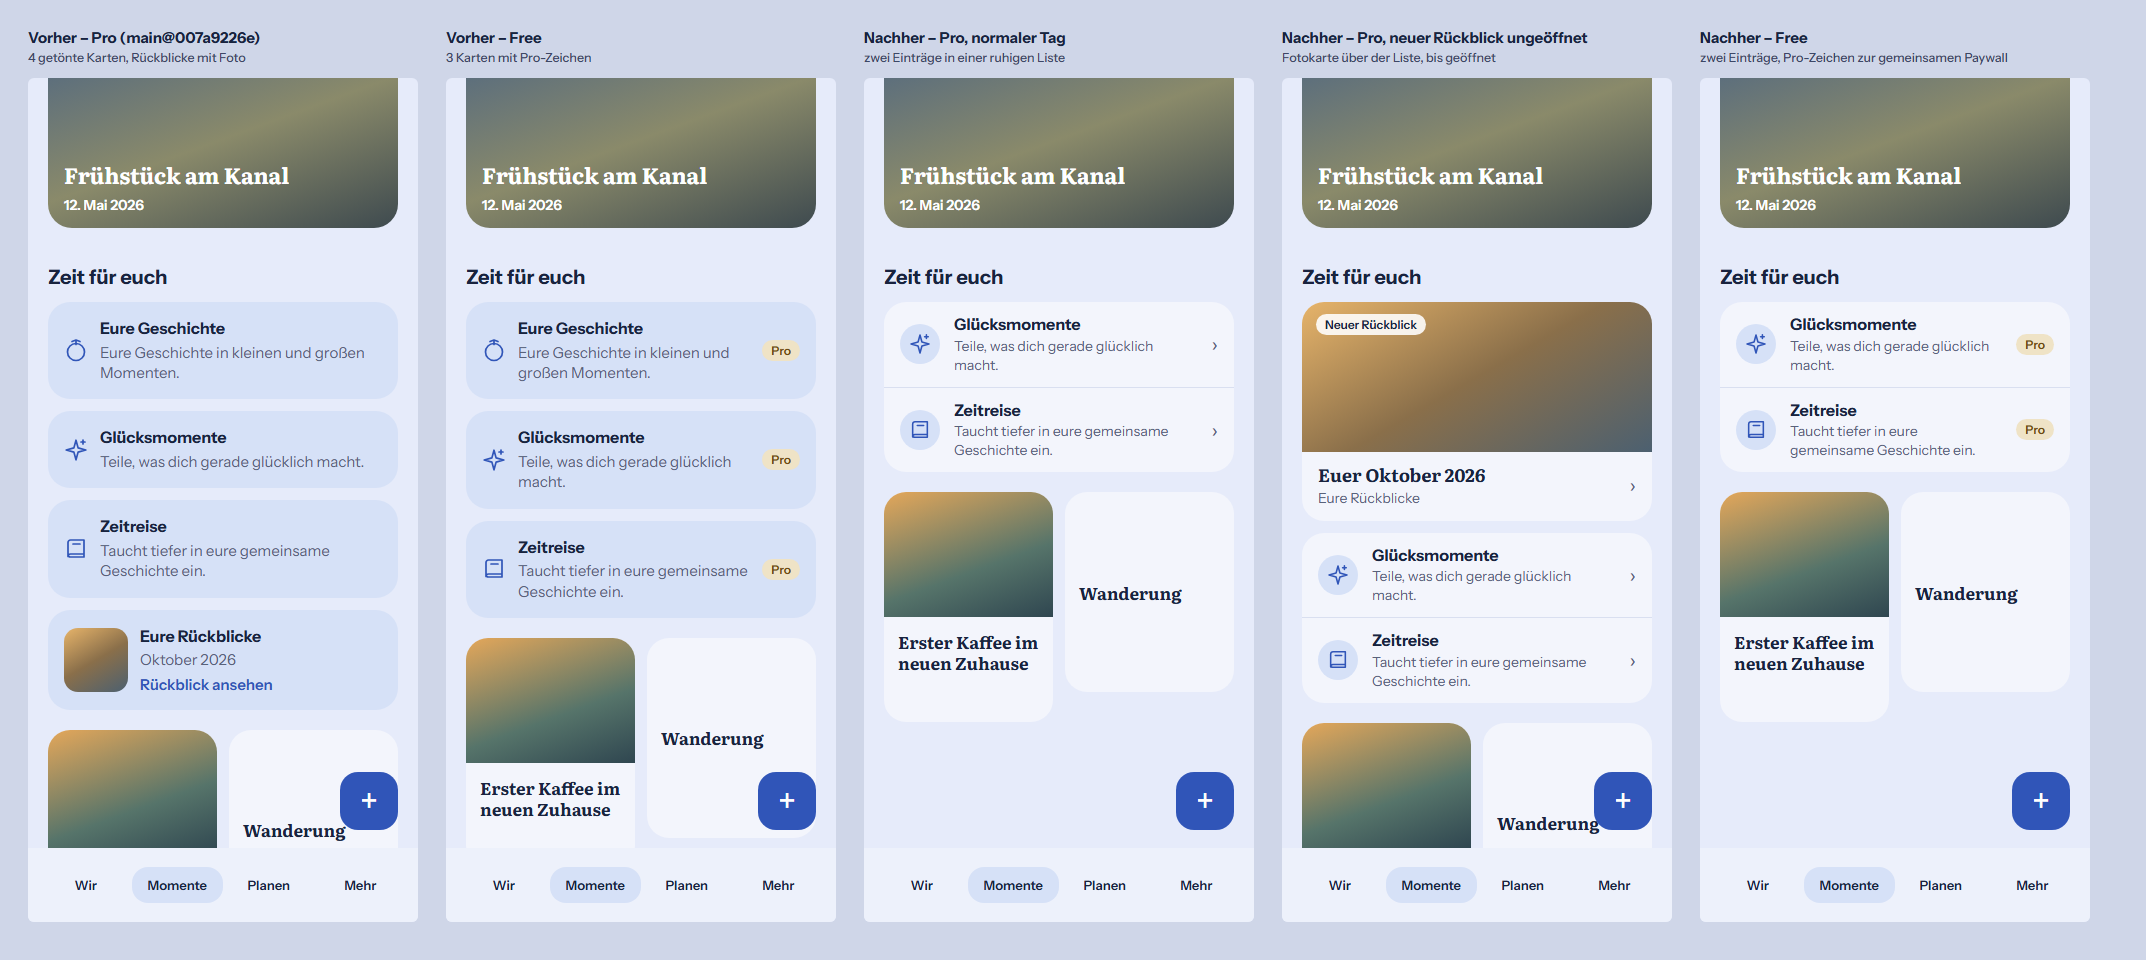 Vorher – Pro (main@007a9226e)
4 getönte Karten, Rückblicke mit Foto
Frühstück am Kanal
12. Mai 2026
Zeit für euch
Eure Geschichte
Eure Geschichte in kleinen und großen
Momenten.
Glücksmomente
Teile, was dich gerade glücklich macht.
Zeitreise
Taucht tiefer in eure gemeinsame
Geschichte ein.
Eure Rückblicke
Oktober 2026
Rückblick ansehen
Wanderung
+
Wir
Momente
Planen
Mehr
Vorher – Free
3 Karten mit Pro-Zeichen
Frühstück am Kanal
12. Mai 2026
Zeit für euch
Eure Geschichte
Eure Geschichte in kleinen und
großen Momenten.
Pro
Glücksmomente
Teile, was dich gerade glücklich
macht.
Pro
Zeitreise
Taucht tiefer in eure gemeinsame
Geschichte ein.
Pro
Erster Kaffee im
neuen Zuhause
Wanderung
+
Wir
Momente
Planen
Mehr
Nachher – Pro, normaler Tag
zwei Einträge in einer ruhigen Liste
Frühstück am Kanal
12. Mai 2026
Zeit für euch
Glücksmomente
Teile, was dich gerade glücklich
macht.
›
Zeitreise
Taucht tiefer in eure gemeinsame
Geschichte ein.
›
Erster Kaffee im
neuen Zuhause
Wanderung
+
Wir
Momente
Planen
Mehr
Nachher – Pro, neuer Rückblick ungeöffnet
Fotokarte über der Liste, bis geöffnet
Frühstück am Kanal
12. Mai 2026
Zeit für euch
Neuer Rückblick
Euer Oktober 2026
Eure Rückblicke
›
Glücksmomente
Teile, was dich gerade glücklich
macht.
›
Zeitreise
Taucht tiefer in eure gemeinsame
Geschichte ein.
›
Wanderung
+
Wir
Momente
Planen
Mehr
Nachher – Free
zwei Einträge, Pro-Zeichen zur gemeinsamen Paywall
Frühstück am Kanal
12. Mai 2026
Zeit für euch
Glücksmomente
Teile, was dich gerade glücklich
macht.
Pro
Zeitreise
Taucht tiefer in eure
gemeinsame Geschichte ein.
Pro
Erster Kaffee im
neuen Zuhause
Wanderung
+
Wir
Momente
Planen
Mehr